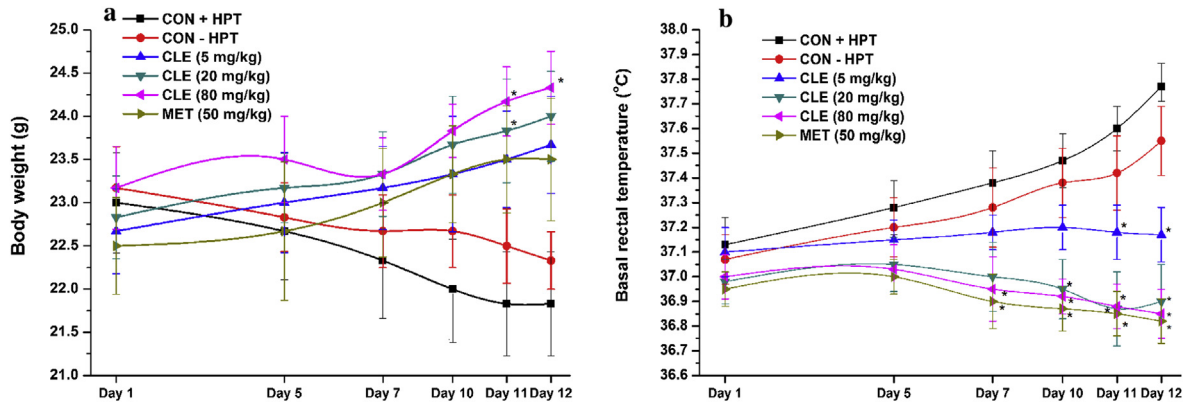 a
CON + HPT
CON - HPT
CLE (5 mg/kg)
CLE (20 mg/kg)
CLE (80 mg/kg)
MET (50 mg/kg)
Body weight (g)
25.0
24.5
24.0
23.5
23.0
22.5
22.0
21.5
21.0
* * *
Day 1 Day 5 Day 7 Day 10 Day 11 Day 12
b
CON + HPT
CON - HPT
CLE (5 mg/kg)
CLE (20 mg/kg)
CLE (80 mg/kg)
MET (50 mg/kg)
Basal rectal temperature (°C)
38.0
37.9
37.8
37.7
37.6
37.5
37.4
37.3
37.2
37.1
37.0
36.9
36.8
36.7
36.6
* * * * * * * * * * * *
Day 1 Day 5 Day 7 Day 10 Day 11 Day 12